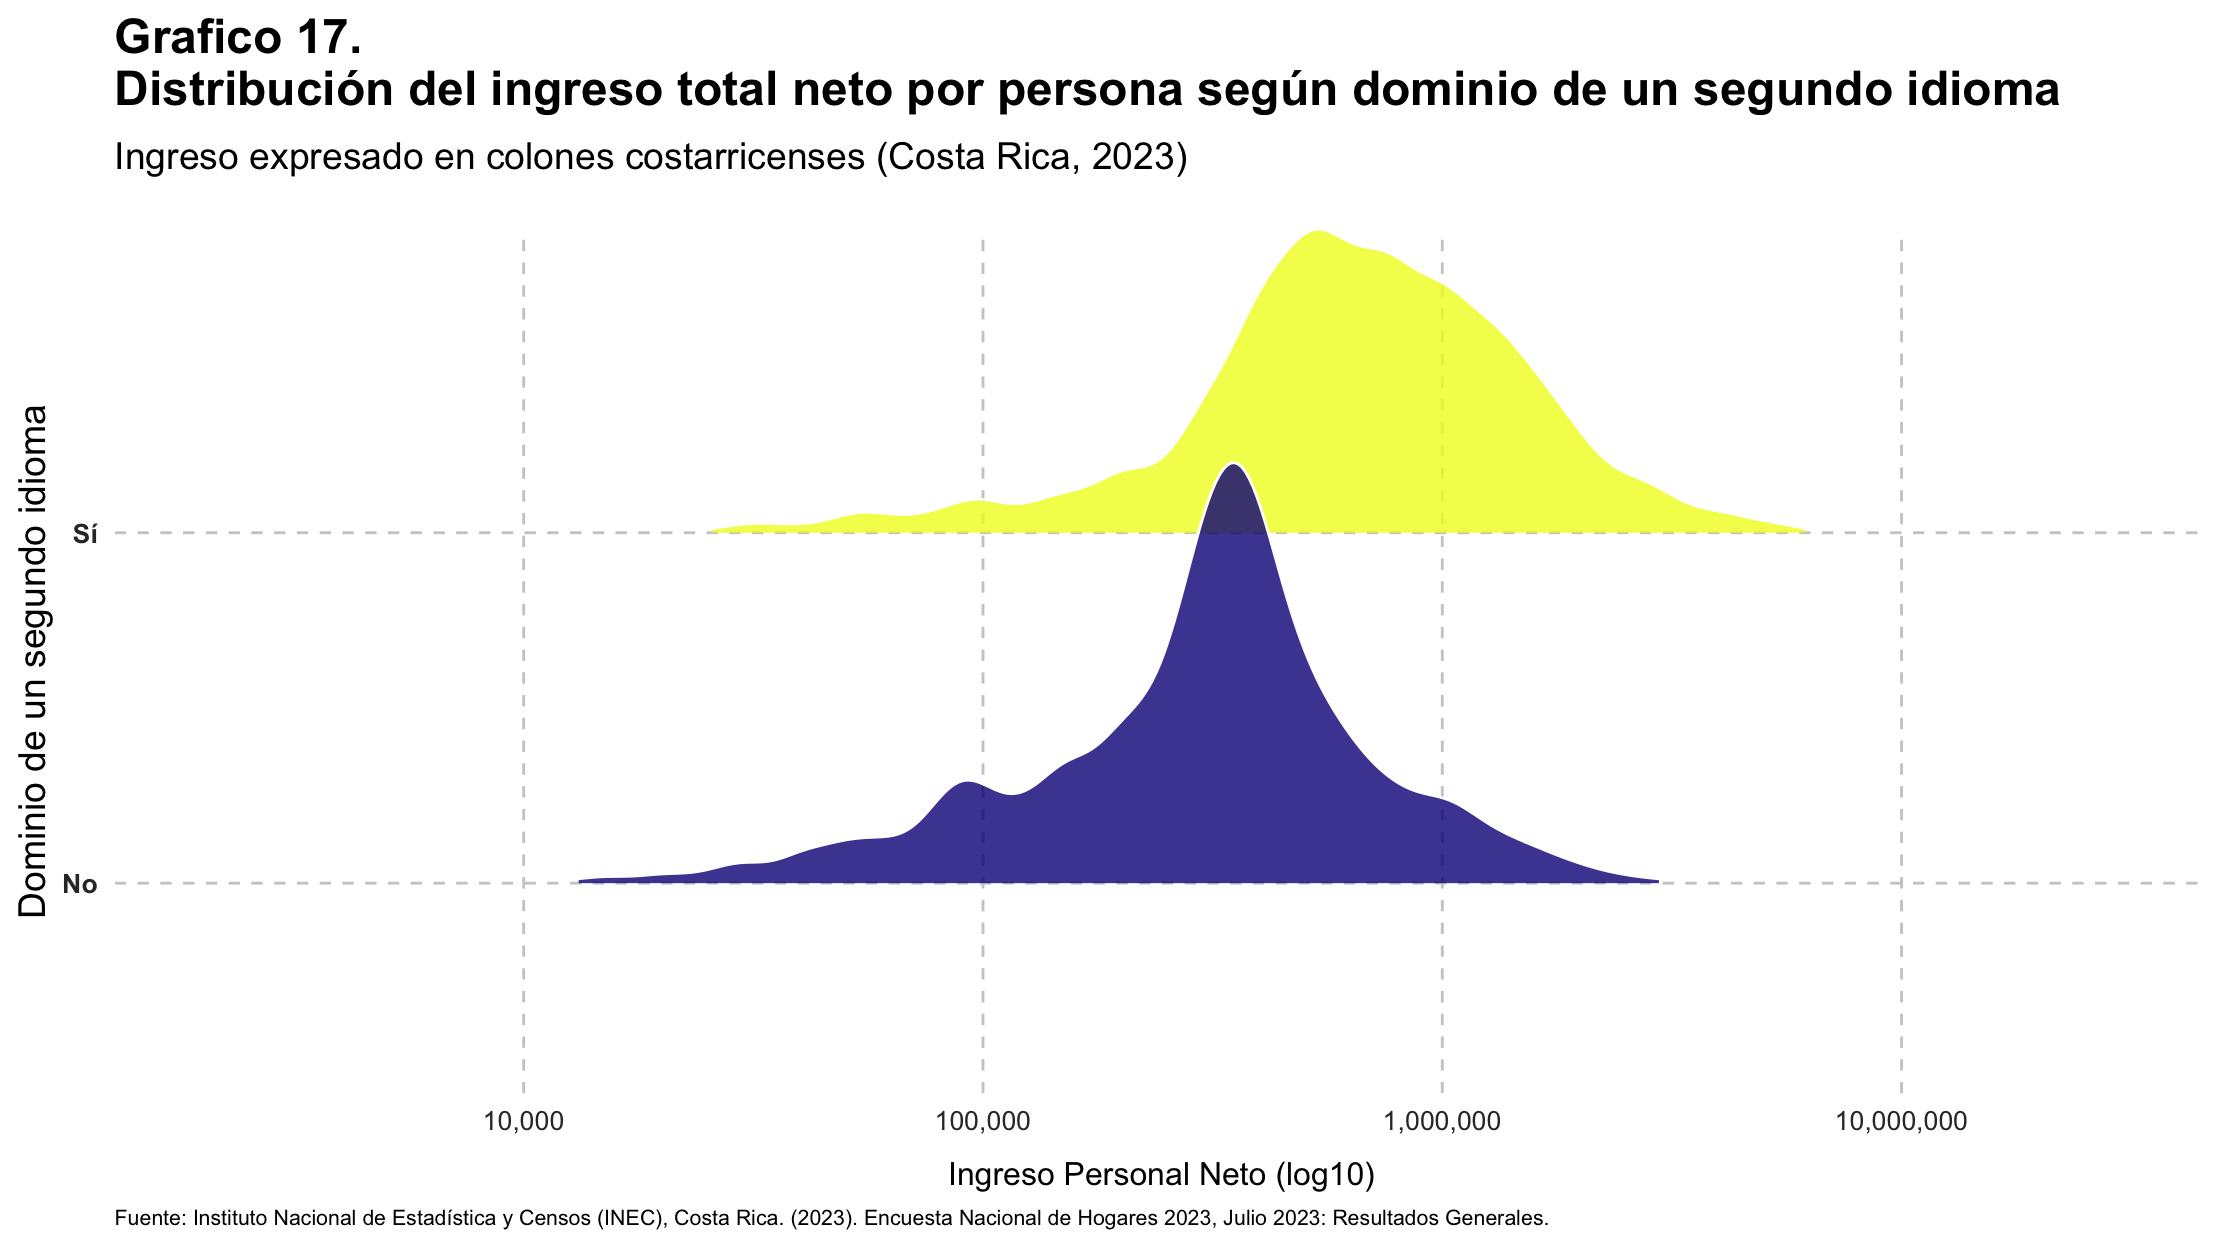 Grafico 17.
Distribución del ingreso total neto por persona según dominio de un segundo idioma
Ingreso expresado en colones costarricenses (Costa Rica, 2023)
Dominio de un segundo idioma
Sí
No
10,000
100,000
1,000,000
10,000,000
Ingreso Personal Neto (log10)
Fuente: Instituto Nacional de Estadística y Censos (INEC), Costa Rica. (2023). Encuesta Nacional de Hogares 2023, Julio 2023: Resultados Generales.